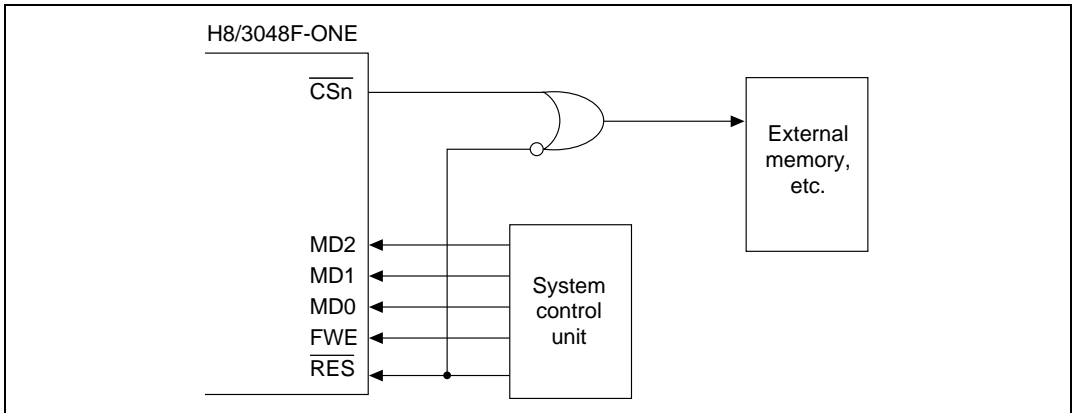 H8/3048F-ONE
CSn
External
memory,
etc.
MD2
MD1
MD0
FWE
RES
System
control
unit